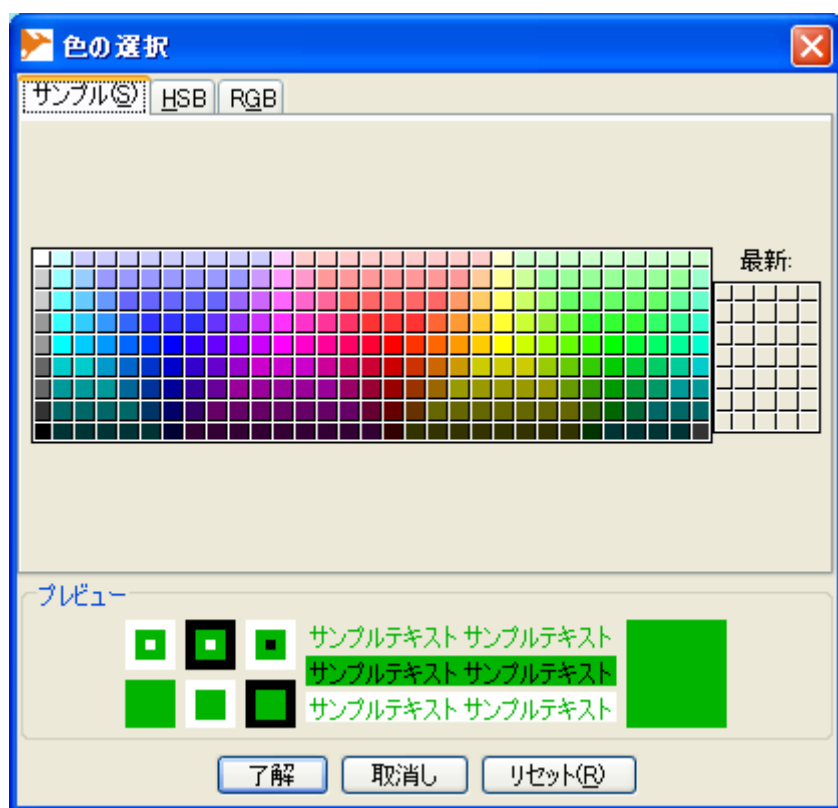 色の選択
サンプル(S) HSB RGB
最新:
プレビュー
サンプルテキスト サンプルテキスト
サンプルテキスト サンプルテキスト
サンプルテキスト サンプルテキスト
了解 取消し リセット(R)